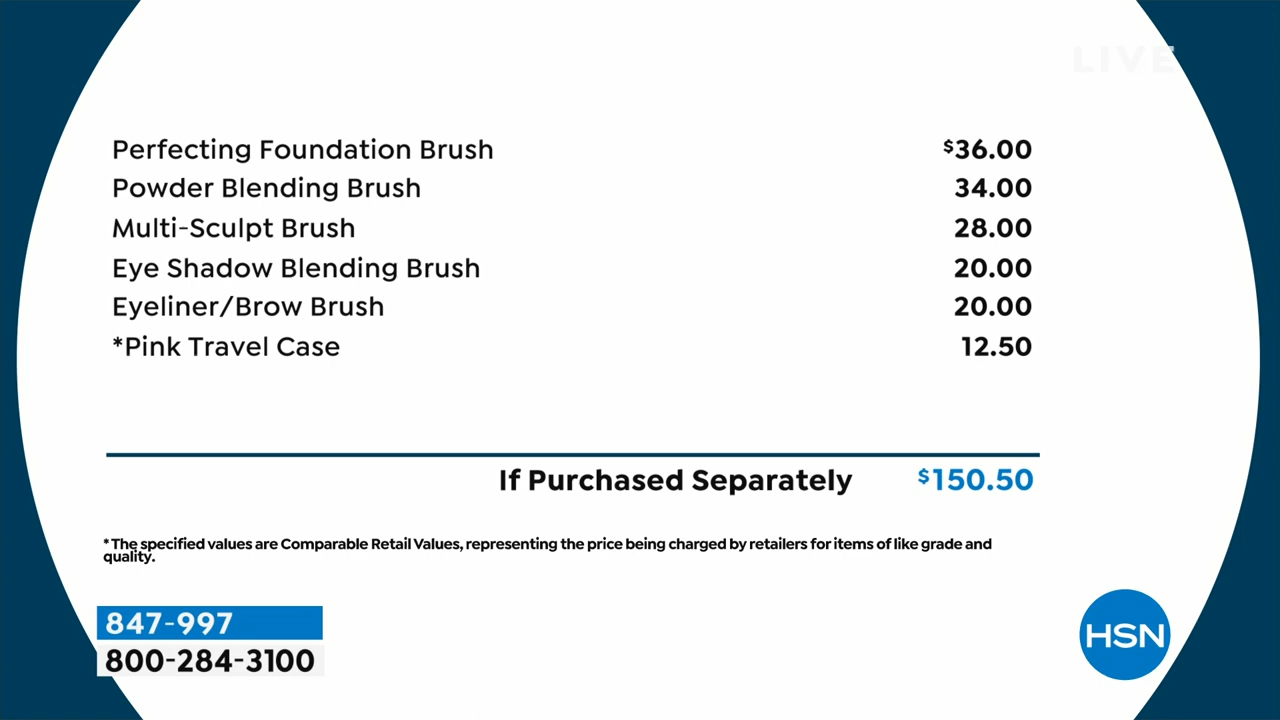 LIVE
Perfecting Foundation Brush $36.00
Powder Blending Brush 34.00
Multi-Sculpt Brush 28.00
Eye Shadow Blending Brush 20.00
Eyeliner/Brow Brush 20.00
*Pink Travel Case 12.50
If Purchased Separately $150.50
*The specified values are Comparable Retail Values, representing the price being charged by retailers for items of like grade and
quality.
847-997
800-284-3100
HSN